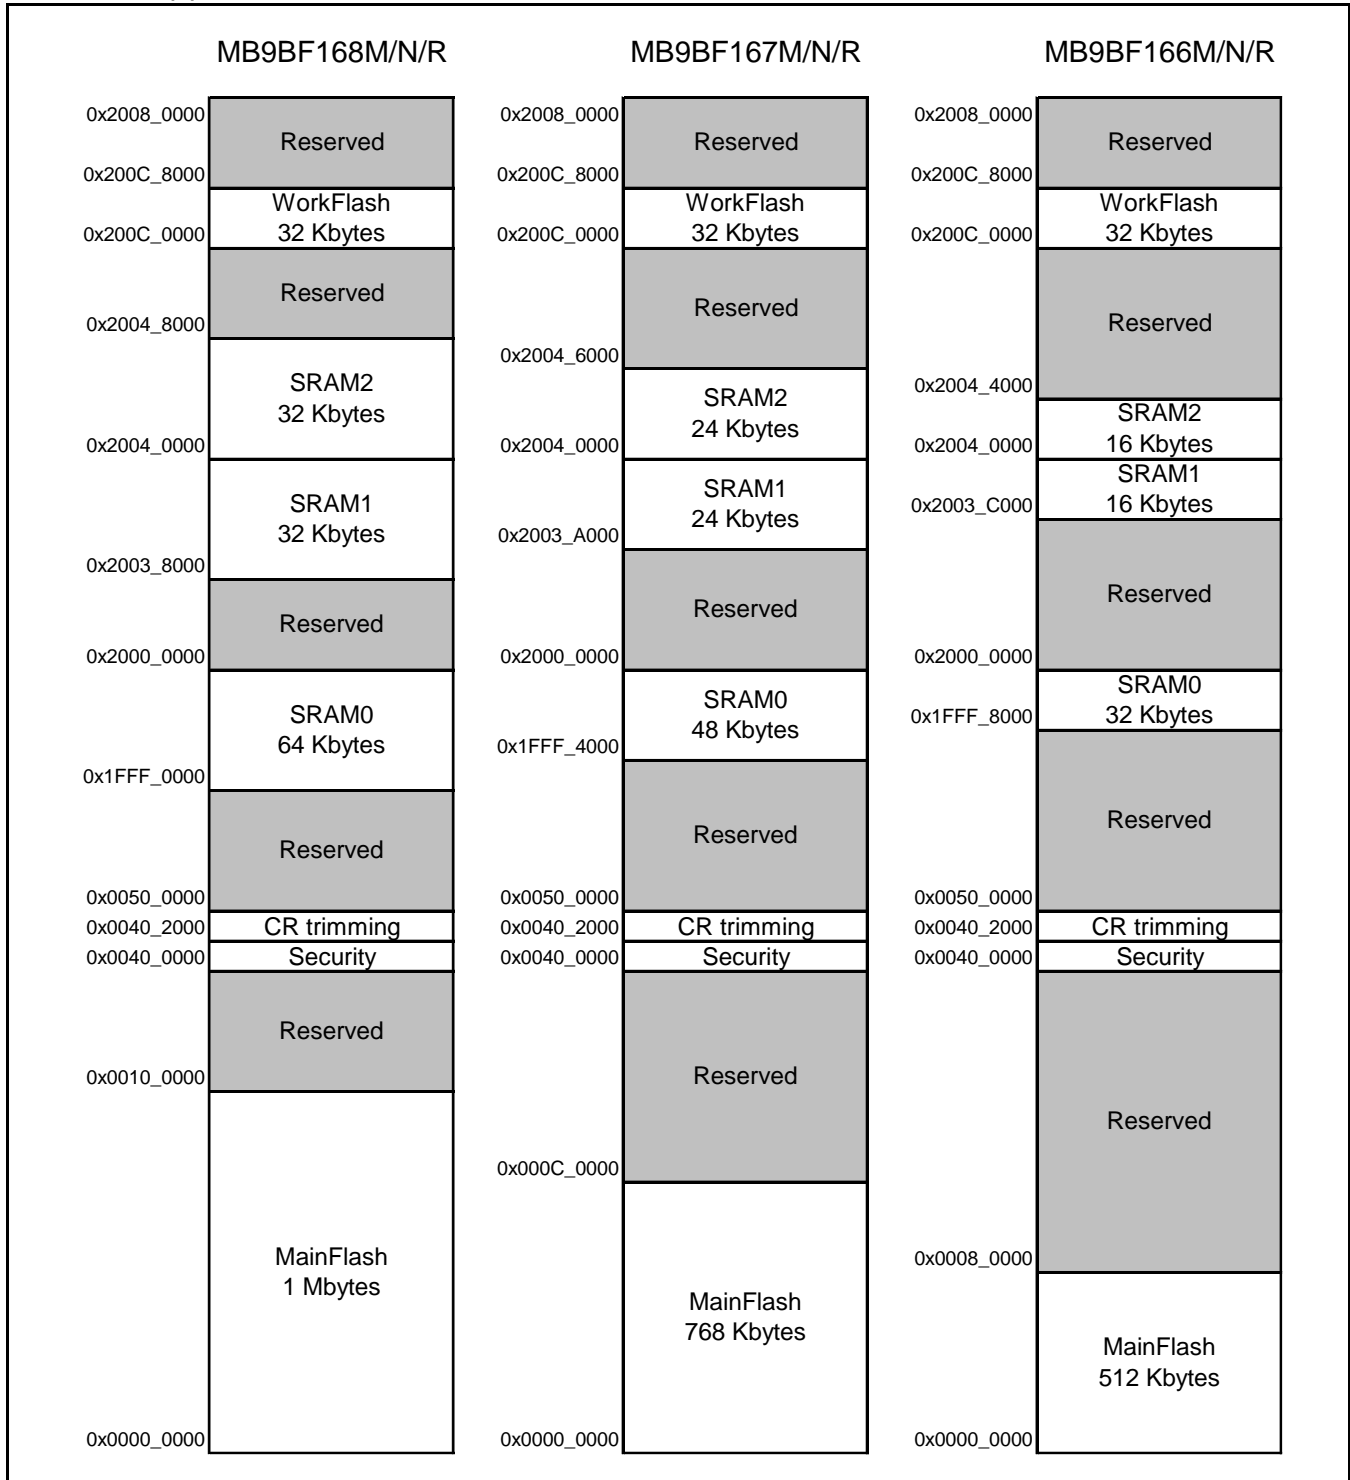 MB9BF168M/N/R
0x2008_0000
Reserved
0x200C_8000
WorkFlash
32 Kbytes
0x200C_0000
Reserved
0x2004_8000
SRAM2
32 Kbytes
0x2004_0000
SRAM1
32 Kbytes
0x2003_8000
Reserved
0x2000_0000
SRAM0
64 Kbytes
0x1FFF_0000
Reserved
0x0050_0000
CR trimming
0x0040_2000
Security
0x0040_0000
Reserved
0x0010_0000
MainFlash
1 Mbytes
0x0000_0000
MB9BF167M/N/R
0x2008_0000
Reserved
0x200C_8000
WorkFlash
32 Kbytes
0x200C_0000
Reserved
0x2004_6000
SRAM2
24 Kbytes
0x2004_0000
SRAM1
24 Kbytes
0x2003_A000
Reserved
0x2000_0000
SRAM0
48 Kbytes
0x1FFF_4000
Reserved
0x0050_0000
CR trimming
0x0040_2000
Security
0x0040_0000
Reserved
0x000C_0000
MainFlash
768 Kbytes
0x0000_0000
MB9BF166M/N/R
0x2008_0000
Reserved
0x200C_8000
WorkFlash
32 Kbytes
0x200C_0000
Reserved
0x2004_4000
SRAM2
16 Kbytes
0x2004_0000
SRAM1
16 Kbytes
0x2003_C000
Reserved
0x2000_0000
SRAM0
32 Kbytes
0x1FFF_8000
Reserved
0x0050_0000
CR trimming
0x0040_2000
Security
0x0040_0000
Reserved
0x0008_0000
MainFlash
512 Kbytes
0x0000_0000